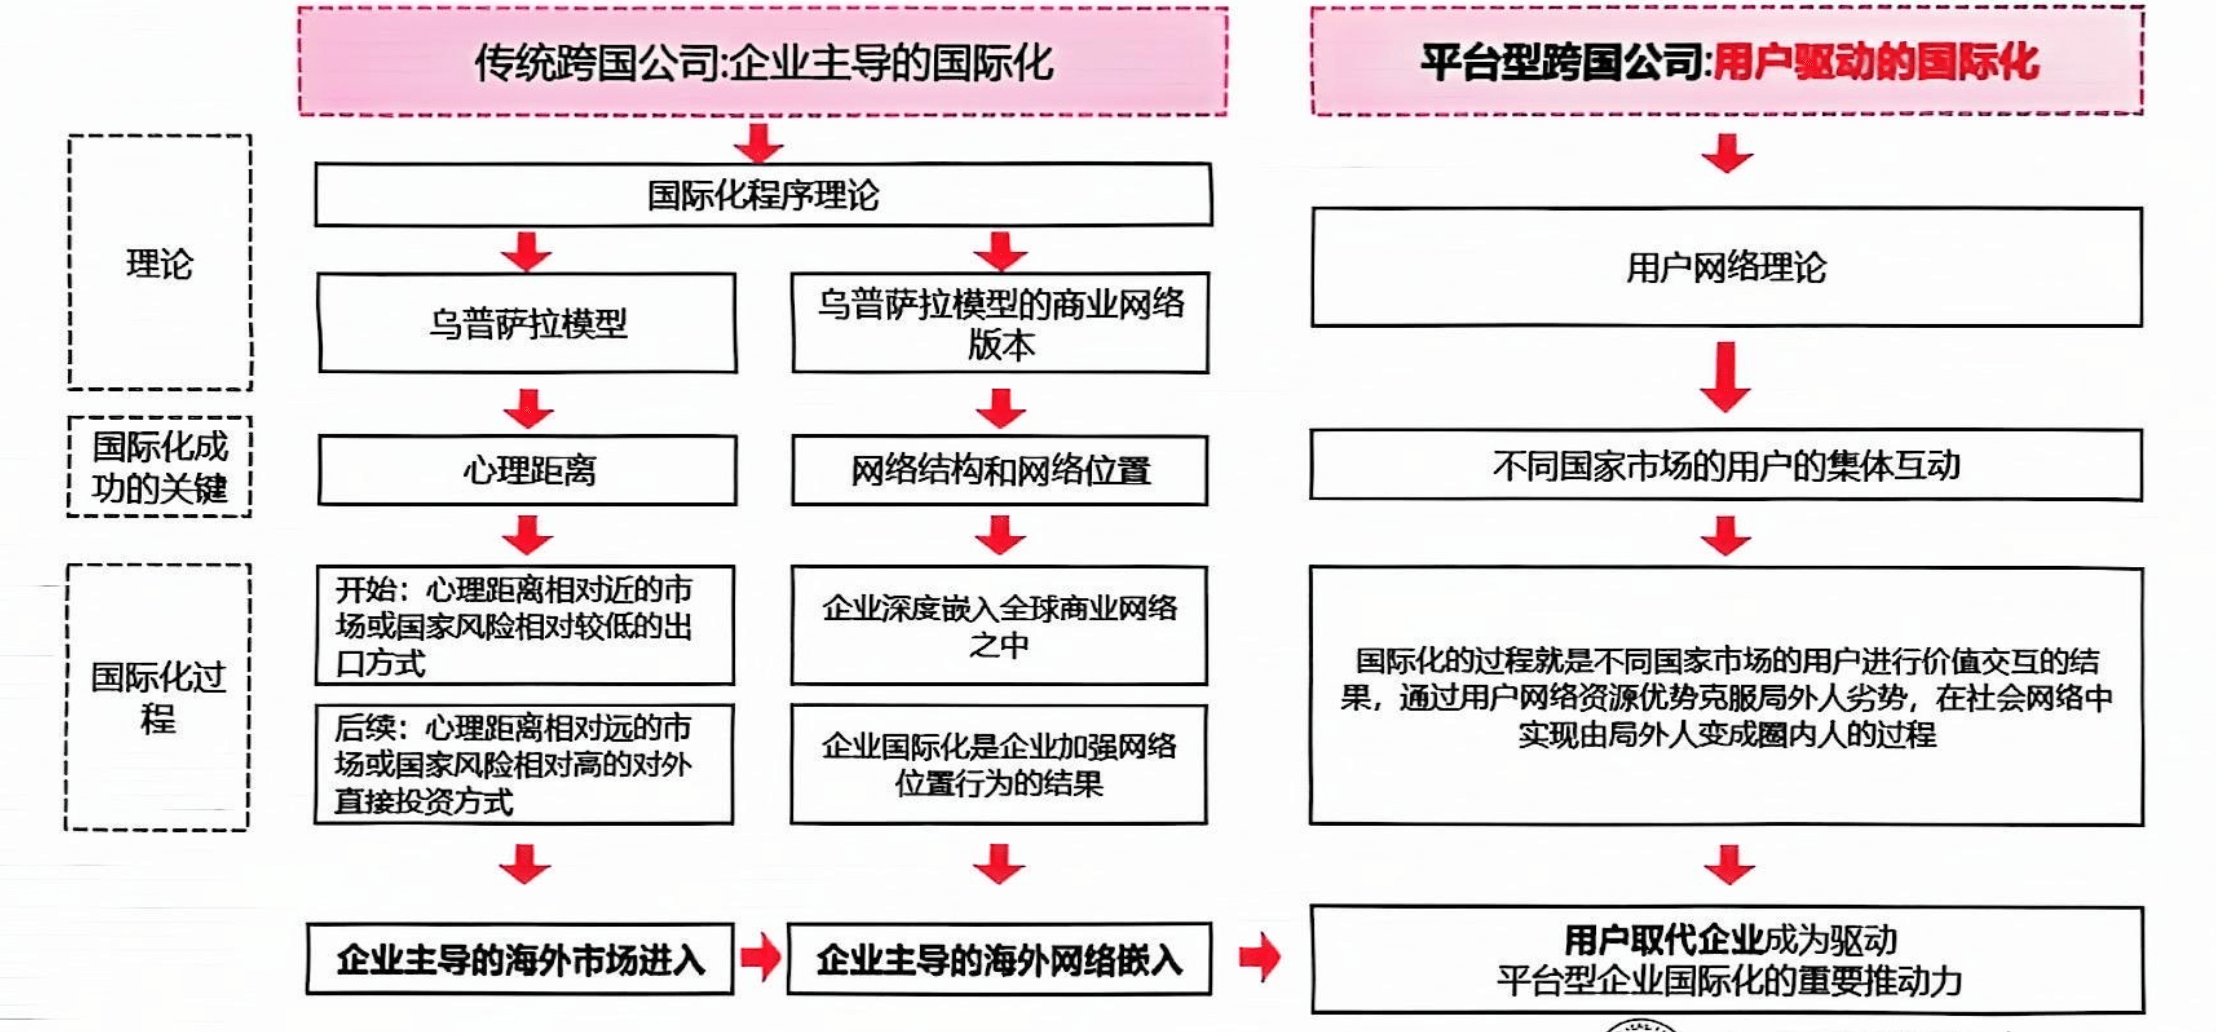 传统跨国公司:企业主导的国际化
平台型跨国公司:用户驱动的国际化
理论
国际化程序理论
乌普萨拉模型
乌普萨拉模型的商业网络
版本
用户网络理论
国际化成
功的关键
心理距离
网络结构和网络位置
不同国家市场的用户的集体互动
国际化过
程
开始：心理距离相对近的市
场或国家风险相对较低的出
口方式
后续：心理距离相对远的市
场或国家风险相对高的对外
直接投资方式
企业深度嵌入全球商业网络
之中
企业国际化是企业加强网络
位置行为的结果
国际化的过程就是不同国家市场的用户进行价值交互的结
果，通过用户网络资源优势克服局外人劣势，在社会网络中
实现由局外人变成圈内人的过程
企业主导的海外市场进入
企业主导的海外网络嵌入
用户取代企业成为驱动
平台型企业国际化的重要推动力